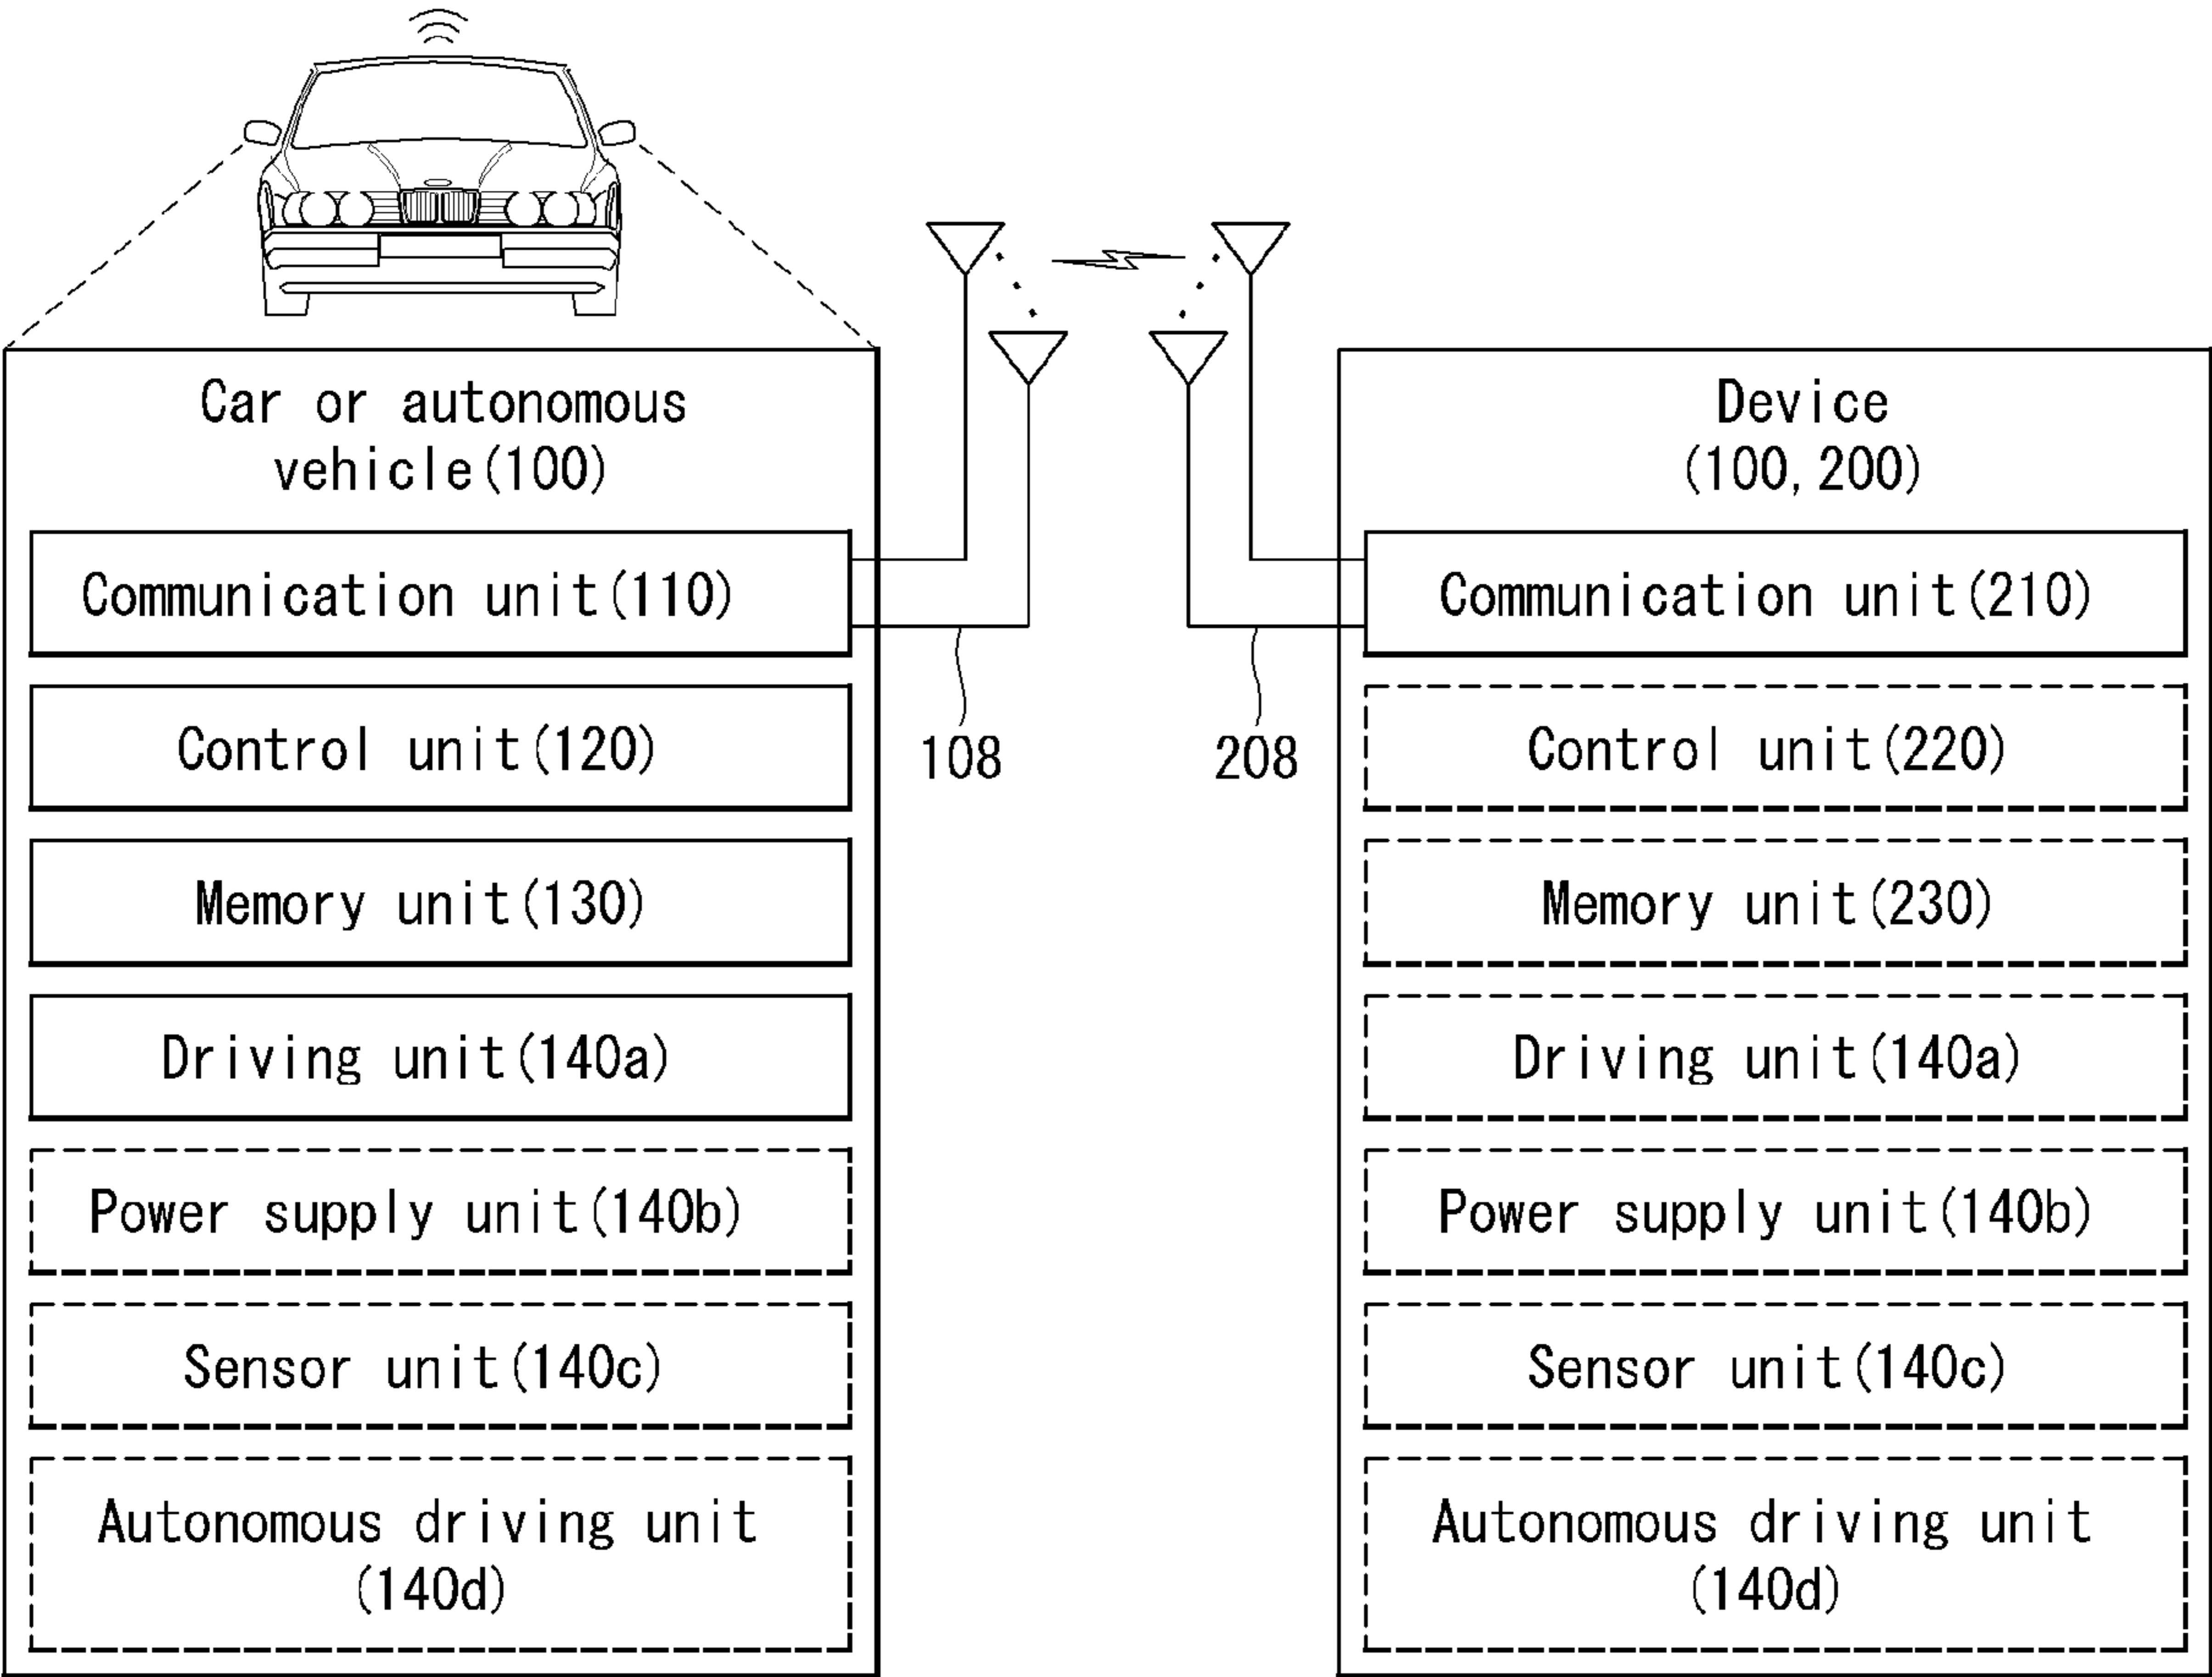 Car or autonomous
vehicle(100)
Communication unit(110)
Control unit(120)
Memory unit(130)
Driving unit(140a)
Power supply unit(140b)
Sensor unit(140c)
Autonomous driving unit
(140d)
108
208
Device
(100,200)
Communication unit(210)
Control unit(220)
Memory unit(230)
Driving unit(140a)
Power supply unit(140b)
Sensor unit(140c)
Autonomous driving unit
(140d)